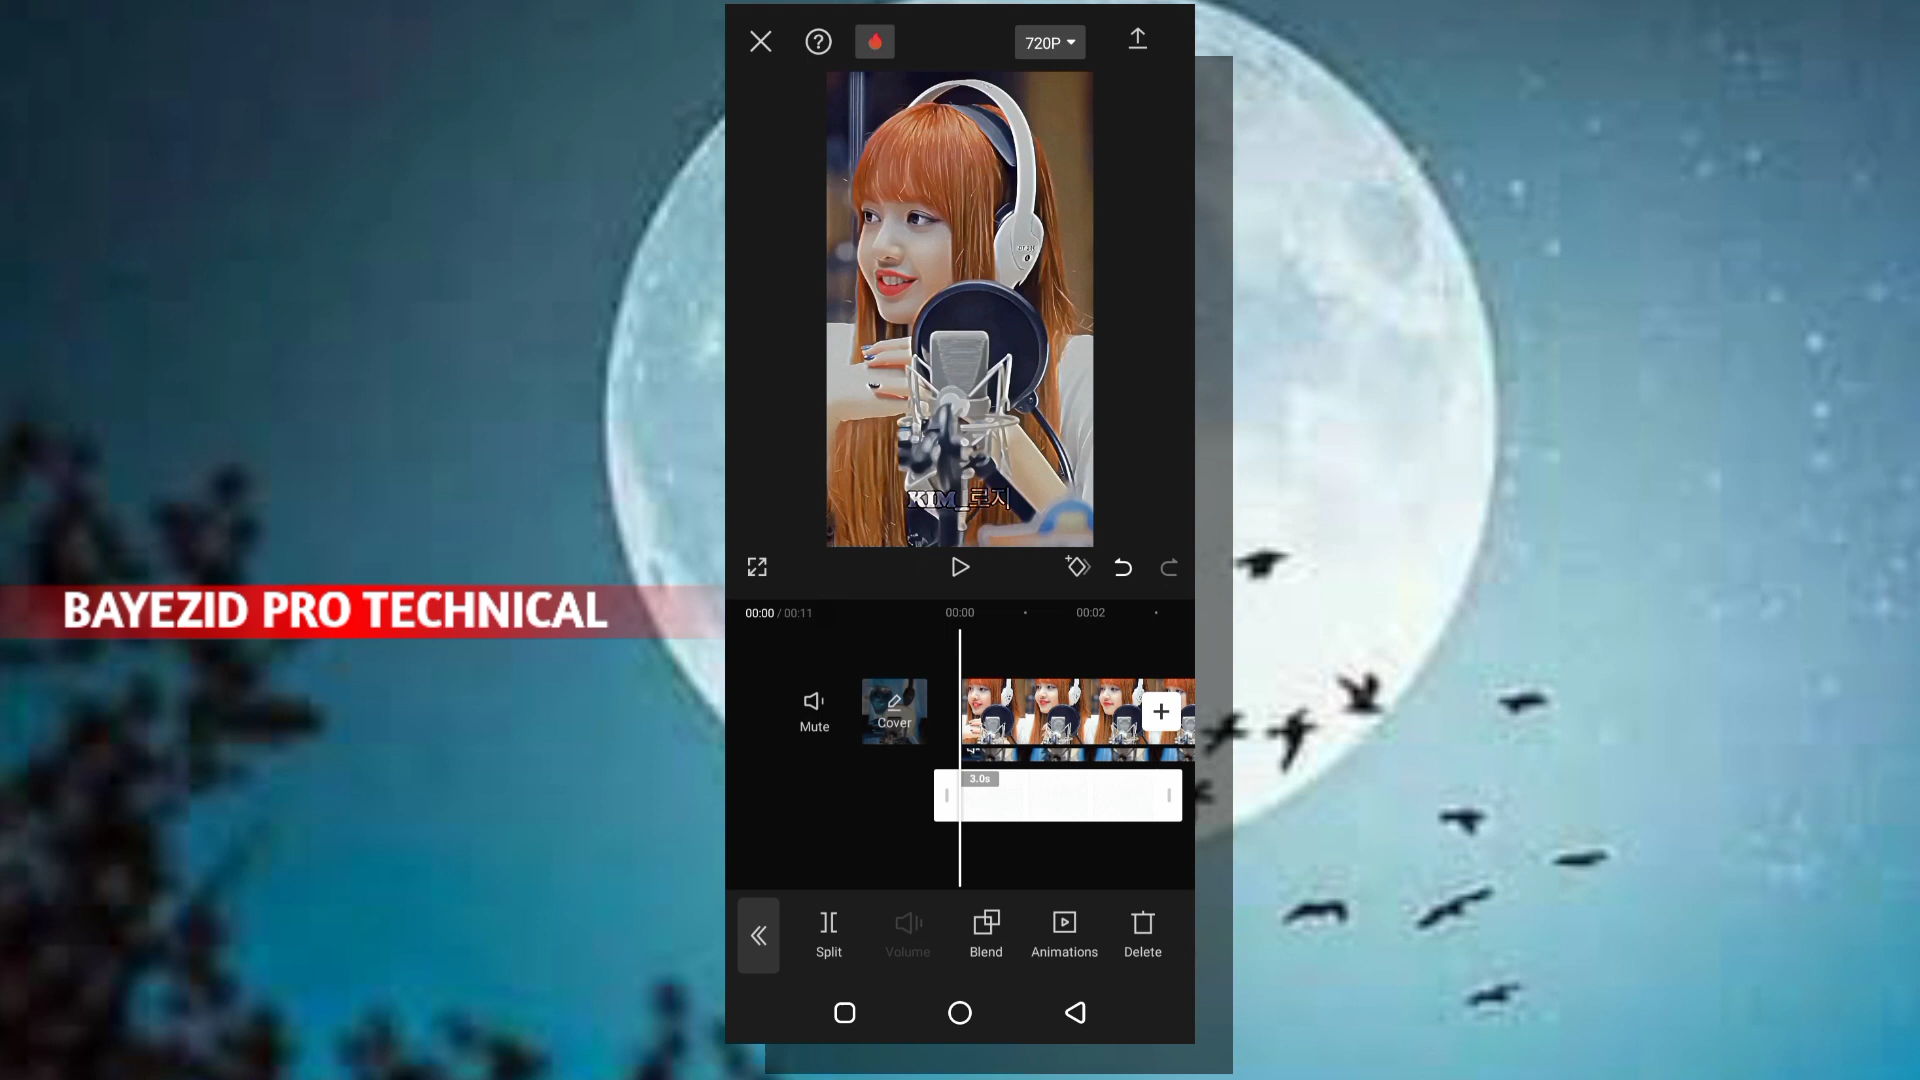 720P
KIM_로지
BAYEZID PRO TECHNICAL
00:00 / 00:11
00:00
00:02
Mute
Cover
3.0s
Split
Volume
Blend
Animations
Delete